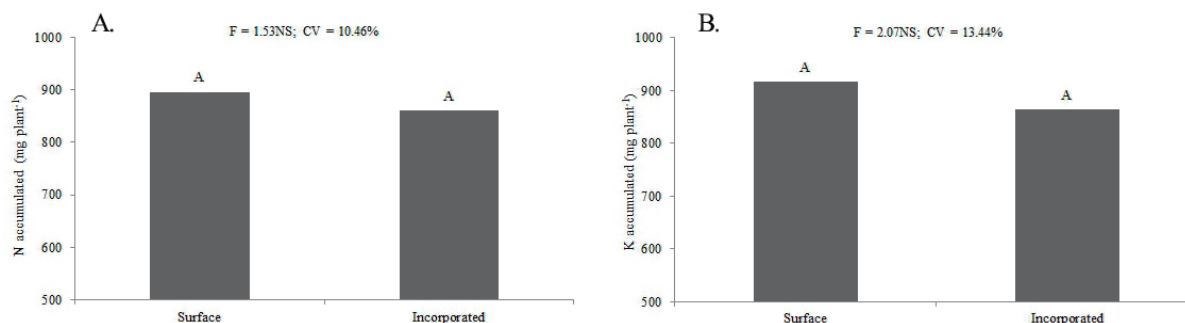 A.
F = 1.53NS; CV = 10.46%
N accumulated (mg plant⁻¹)
1000
900
800
700
600
500
A
A
Surface
Incorporated
B.
F = 2.07NS; CV = 13.44%
K accumulated (mg plant⁻¹)
1000
900
800
700
600
500
A
A
Surface
Incorporated